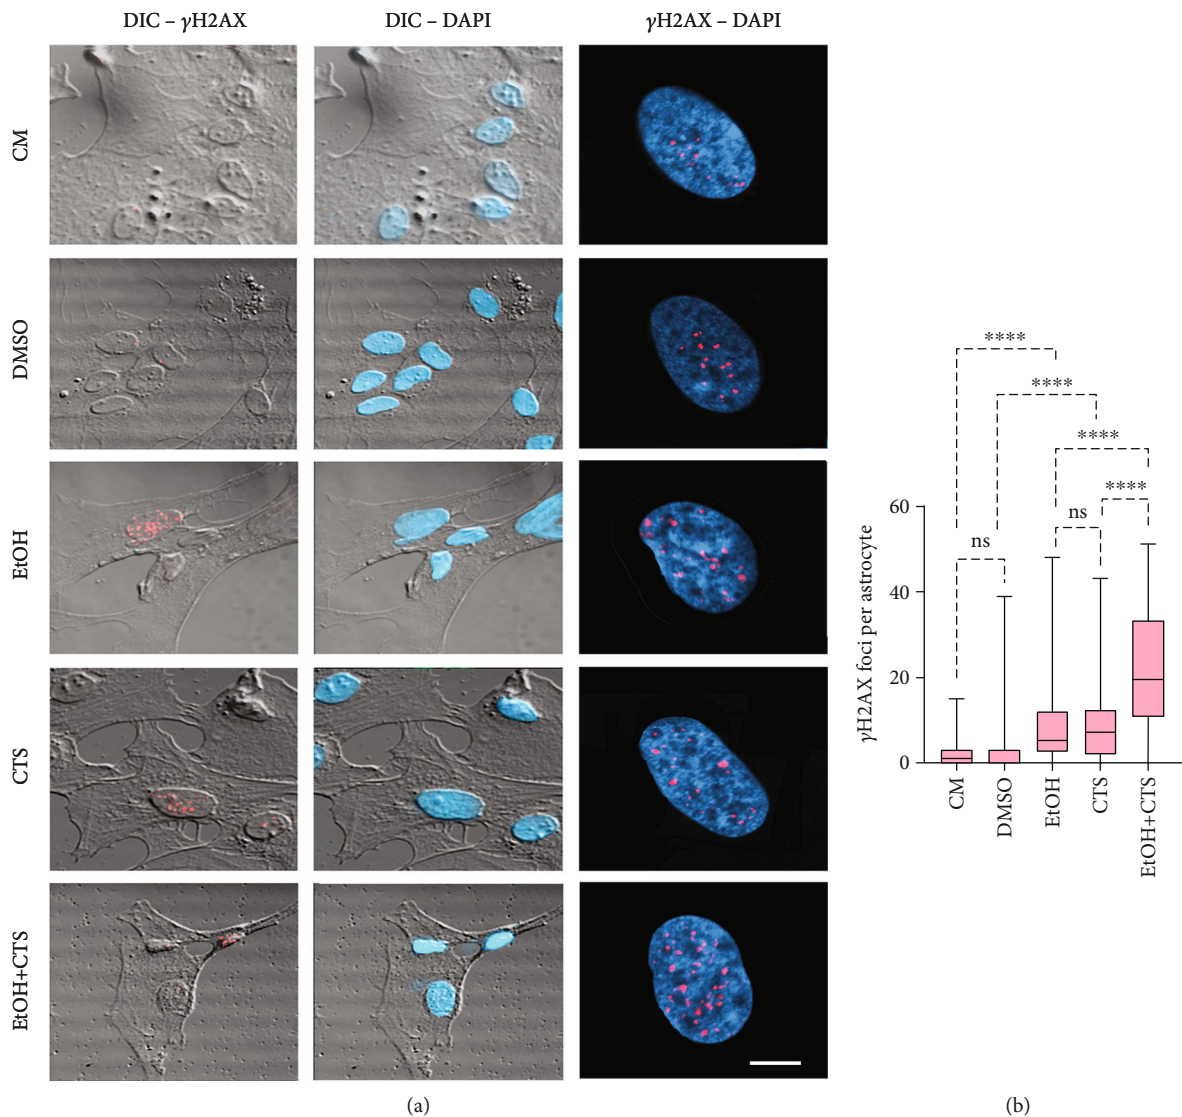 DIC – γH2AX
DIC – DAPI
γH2AX – DAPI
CM
DMSO
EtOH
CTS
EtOH+CTS
(a)
****
****
****
****
ns
ns
60
40
20
0
γH2AX foci per astrocyte
CM
DMSO
EtOH
CTS
EtOH+CTS
(b)